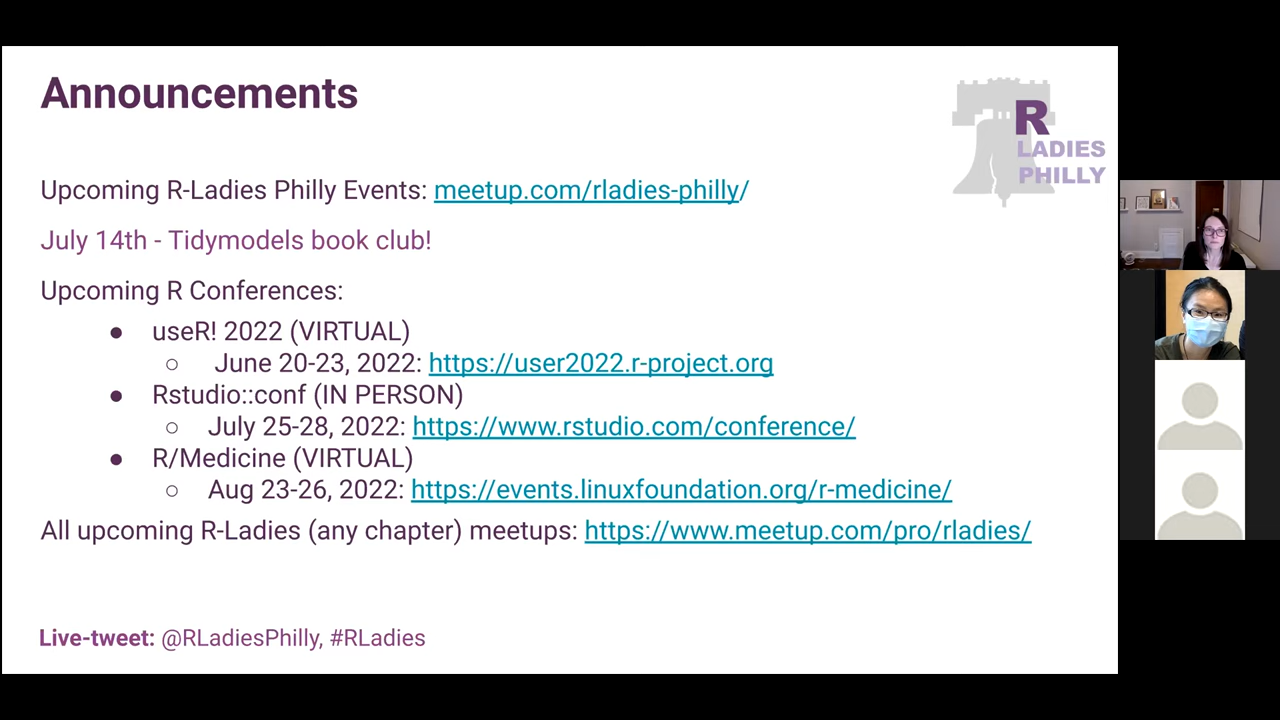 Announcements
R
LADIES
PHILLY
Upcoming R-Ladies Philly Events: meetup.com/rladies-philly/
July 14th - Tidymodels book club!
Upcoming R Conferences:
● useR! 2022 (VIRTUAL)
○ June 20-23, 2022: https://user2022.r-project.org
● Rstudio::conf (IN PERSON)
○ July 25-28, 2022: https://www.rstudio.com/conference/
● R/Medicine (VIRTUAL)
○ Aug 23-26, 2022: https://events.linuxfoundation.org/r-medicine/
All upcoming R-Ladies (any chapter) meetups: https://www.meetup.com/pro/rladies/
Live-tweet: @RLadiesPhilly, #RLadies